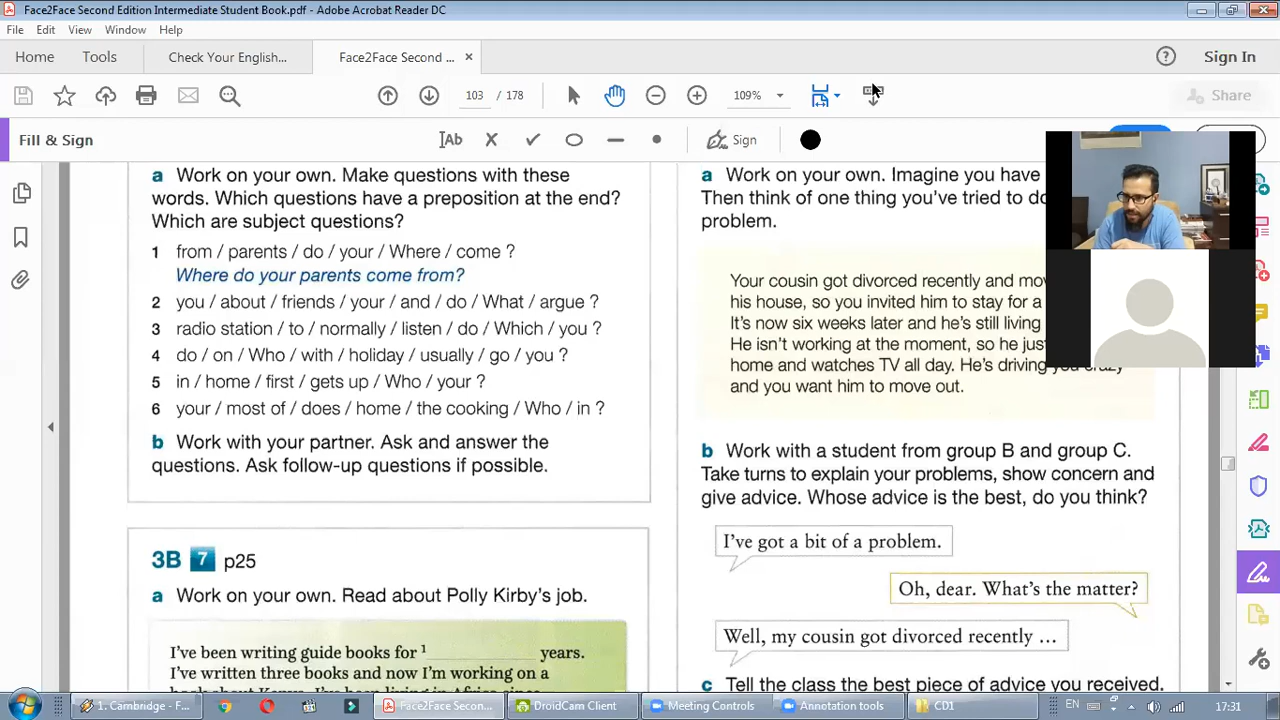 Face2Face Second Edition Intermediate Student Book.pdf - Adobe Acrobat Reader DC
File Edit View Window Help
Home Tools Check Your English... Face2Face Second ... × Sign In
103 / 178 109% Share
Fill & Sign Ab Sign
a Work on your own. Make questions with these
words. Which questions have a preposition at the end?
Which are subject questions?
1 from / parents / do / your / Where / come ?
Where do your parents come from?
2 you / about / friends / your / and / do / What / argue ?
3 radio station / to / normally / listen / do / Which / you ?
4 do / on / Who / with / holiday / usually / go / you ?
5 in / home / first / gets up / Who / your ?
6 your / most of / does / home / the cooking / Who / in ?
b Work with your partner. Ask and answer the
questions. Ask follow-up questions if possible.
3B 7 p25
a Work on your own. Read about Polly Kirby's job.
I've been writing guide books for 1 __________ years.
I've written three books and now I'm working on a
a Work on your own. Imagine you have
Then think of one thing you've tried to do
problem.
Your cousin got divorced recently and
his house, so you invited him to stay for a
It's now six weeks later and he's still living
He isn't working at the moment, so he
home and watches TV all day. He's driving you crazy
and you want him to move out.
b Work with a student from group B and group C.
Take turns to explain your problems, show concern and
give advice. Whose advice is the best, do you think?
I've got a bit of a problem.
Oh, dear. What's the matter?
Well, my cousin got divorced recently ...
c Tell the class the best piece of advice you received.
1. Cambridge - F... Face2Face Secon... DroidCam Client Meeting Controls Annotation tools CD1 EN 17:31